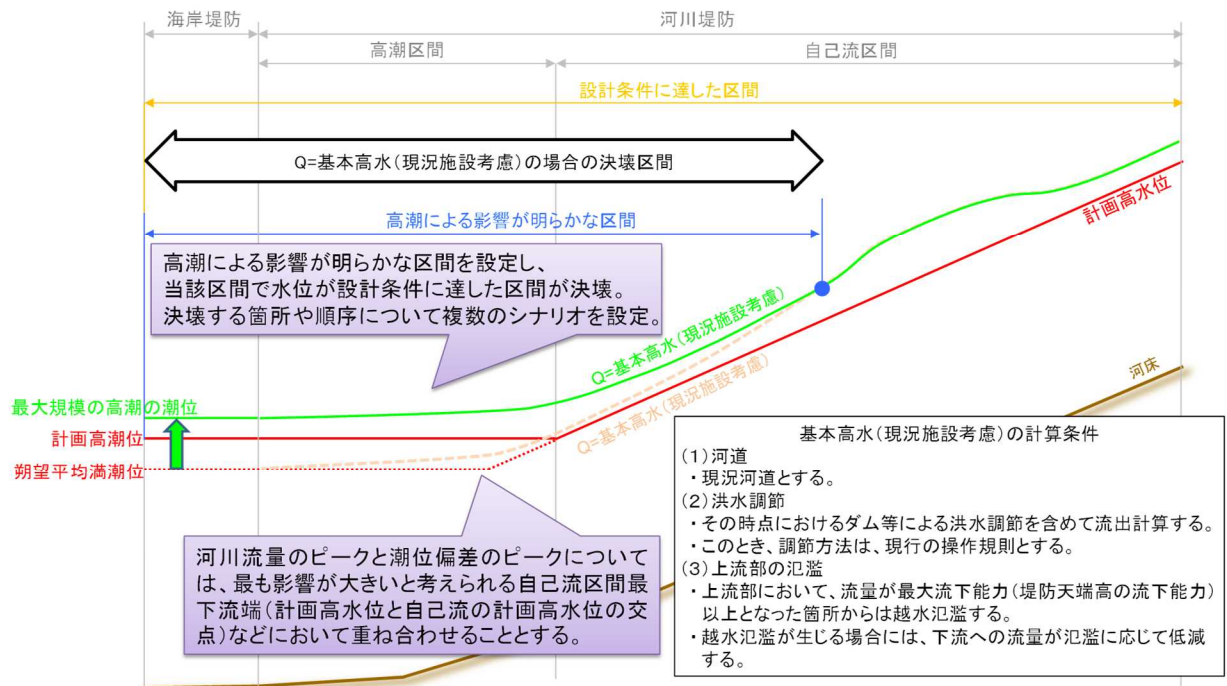 海岸堤防
河川堤防
高潮区間
自己流区間
設計条件に達した区間
Q=基本高水(現況施設考慮)の場合の決壊区間
高潮による影響が明らかな区間
計画高水位
高潮による影響が明らかな区間を設定し、
当該区間で水位が設計条件に達した区間が決壊。
決壊する箇所や順序について複数のシナリオを設定。
Q=基本高水(現況施設考慮)
Q=基本高水(現況施設考慮)
河床
最大規模の高潮の潮位
計画高潮位
朔望平均満潮位
河川流量のピークと潮位偏差のピークについて
は、最も影響が大きいと考えられる自己流区間最
下流端(計画高水位と自己流の計画高水位の交
点)などにおいて重ね合わせることとする。
基本高水(現況施設考慮)の計算条件
(1)河道
・現況河道とする。
(2)洪水調節
・その時点におけるダム等による洪水調節を含めて流出計算する。
・このとき、調節方法は、現行の操作規則とする。
(3)上流部の氾濫
・上流部において、流量が最大流下能力(堤防天端高の流下能力)
以上となった箇所からは越水氾濫する。
・越水氾濫が生じる場合には、下流への流量が氾濫に応じて低減
する。